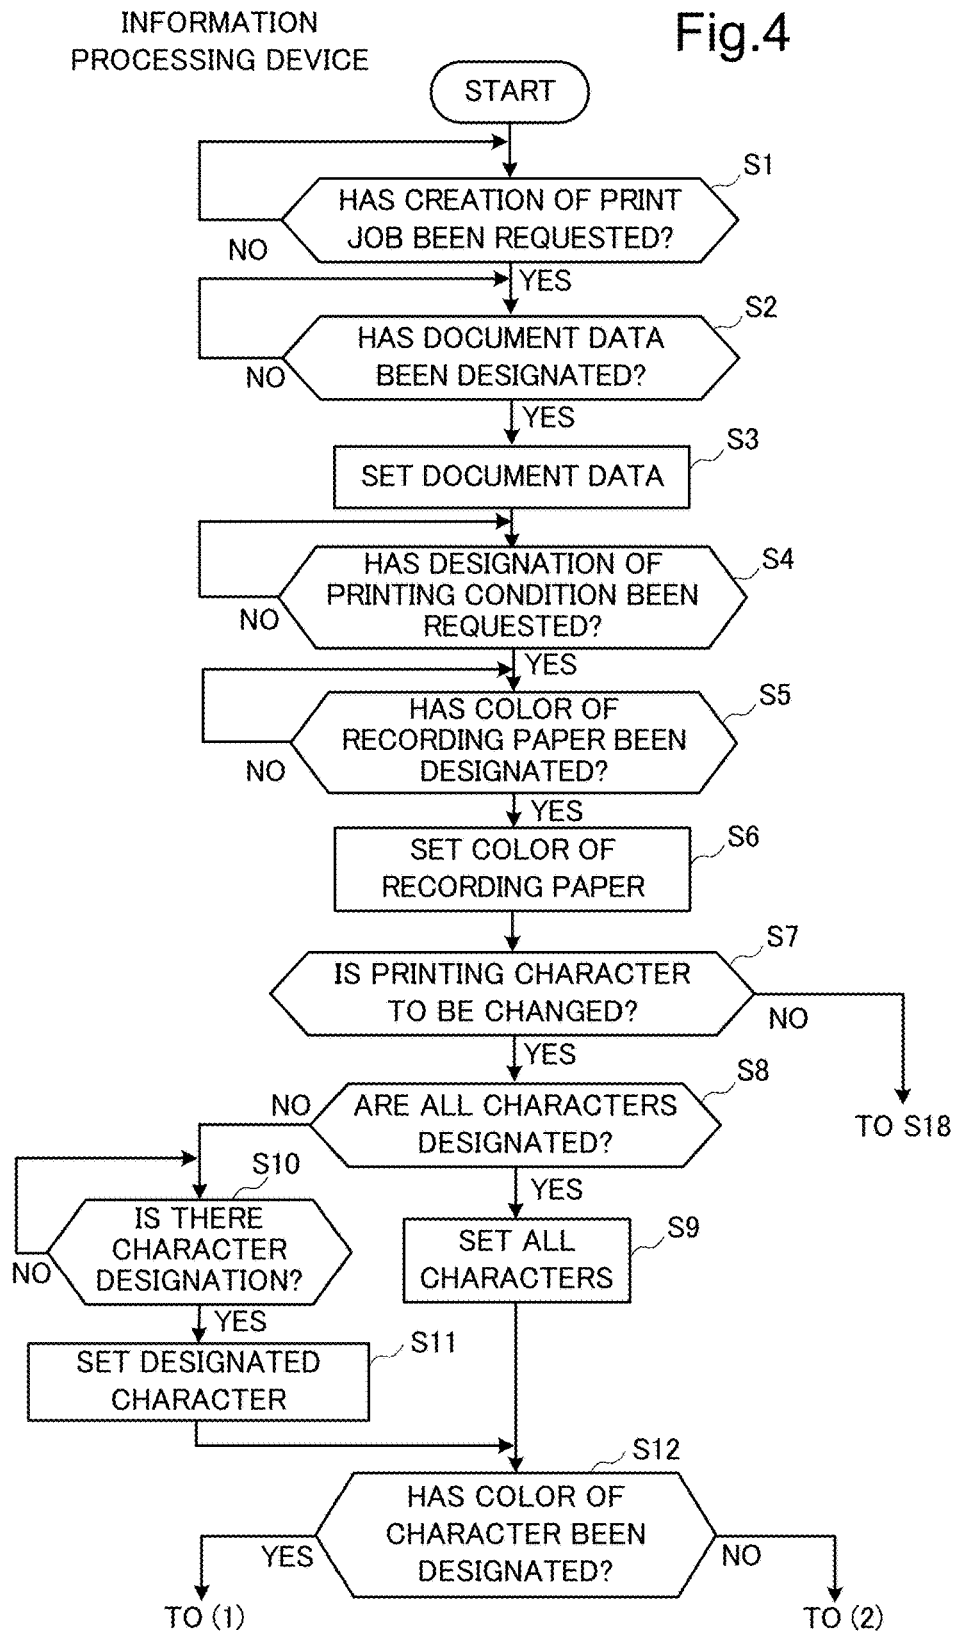 INFORMATION
PROCESSING DEVICE
Fig.4
START
S1
HAS CREATION OF PRINT
JOB BEEN REQUESTED?
NO
YES
S2
HAS DOCUMENT DATA
BEEN DESIGNATED?
NO
YES
S3
SET DOCUMENT DATA
S4
HAS DESIGNATION OF
PRINTING CONDITION BEEN
REQUESTED?
NO
YES
S5
HAS COLOR OF
RECORDING PAPER BEEN
DESIGNATED?
NO
YES
S6
SET COLOR OF
RECORDING PAPER
S7
IS PRINTING CHARACTER
TO BE CHANGED?
NO
YES
TO S18
S8
ARE ALL CHARACTERS
DESIGNATED?
NO
YES
S10
IS THERE
CHARACTER
DESIGNATION?
NO
YES
S9
SET ALL
CHARACTERS
S11
SET DESIGNATED
CHARACTER
S12
HAS COLOR OF
CHARACTER BEEN
DESIGNATED?
YES
NO
TO (1)
TO (2)